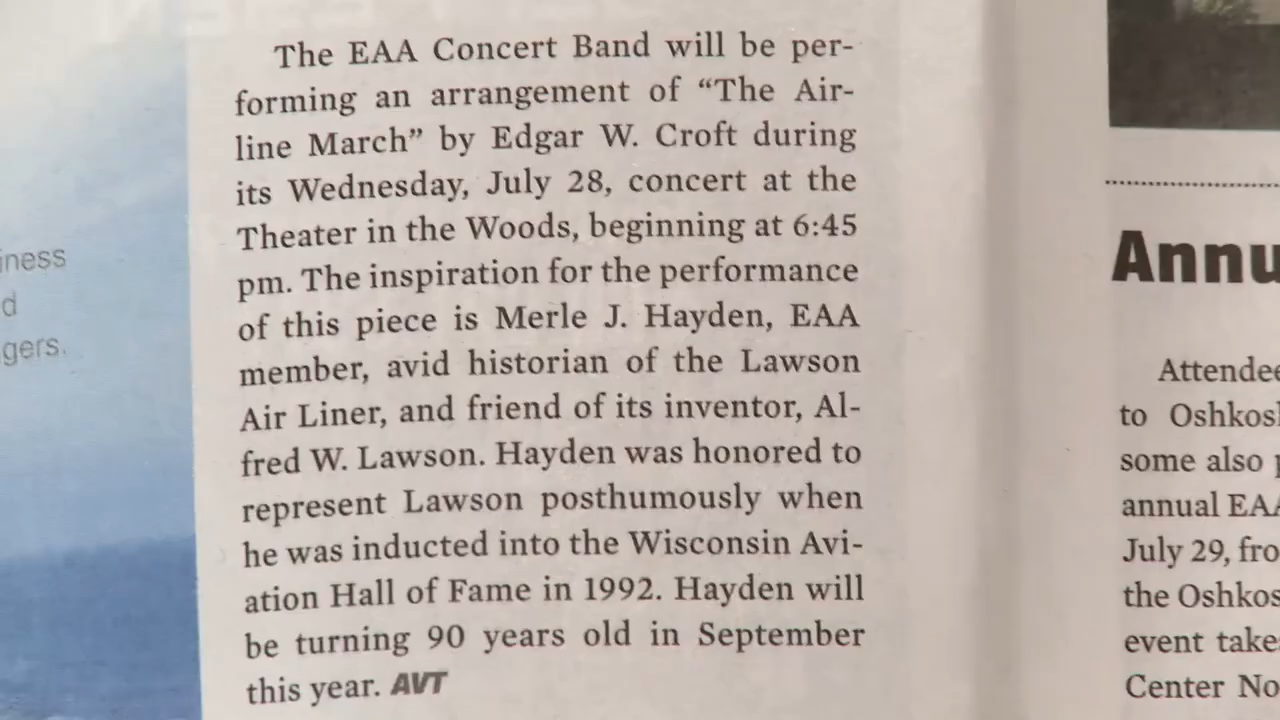 The EAA Concert Band will be per-
forming an arrangement of “The Air-
line March” by Edgar W. Croft during
its Wednesday, July 28, concert at the
Theater in the Woods, beginning at 6:45
pm. The inspiration for the performance
of this piece is Merle J. Hayden, EAA
member, avid historian of the Lawson
Air Liner, and friend of its inventor, Al-
fred W. Lawson. Hayden was honored to
represent Lawson posthumously when
he was inducted into the Wisconsin Avi-
ation Hall of Fame in 1992. Hayden will
be turning 90 years old in September
this year. AVT
iness
d
gers.
Annu
Attendee
to Oshkosh
some also
annual EAA
July 29, fro
the Oshkos
event take
Center No